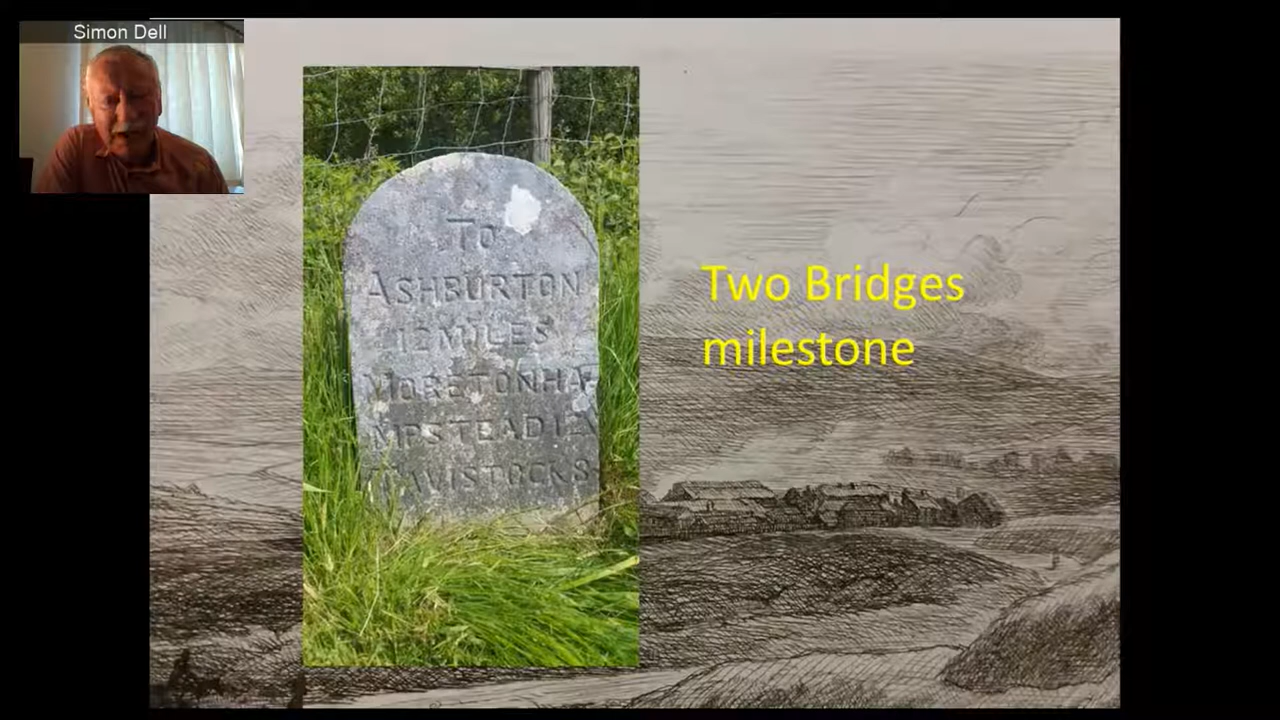 Simon Dell
To
ASHBURTON
12 MILES
MORETONHA
MPSTEAD 12
TAVISTOCK 8
Two Bridges
milestone